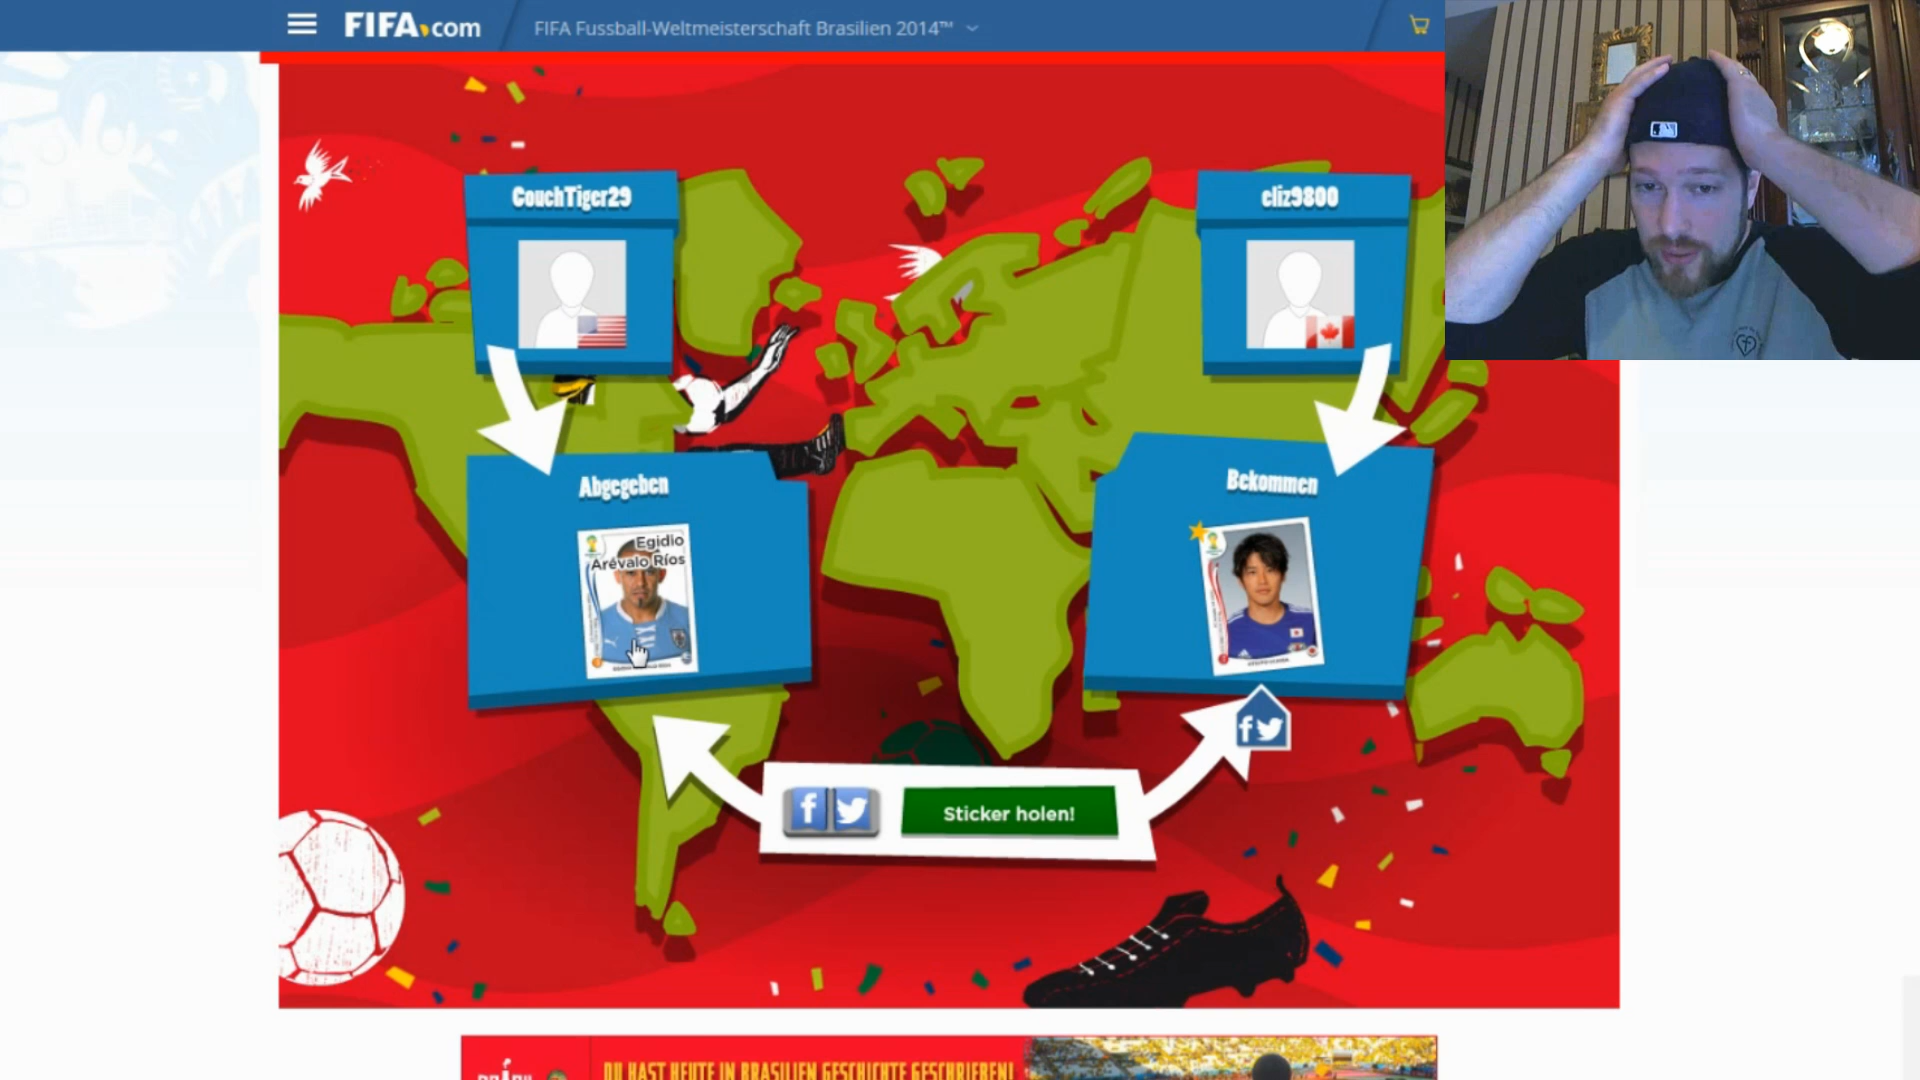 FIFA.com
FIFA Fussball-Weltmeisterschaft Brasilien 2014™
CouchTiger29
eliz9800
Abgegeben
Bekommen
Egidio
Arévalo Ríos
Sticker holen!
DU HAST HEUTE IN BRASILIEN GESCHICHTE GESCHRIEBEN!